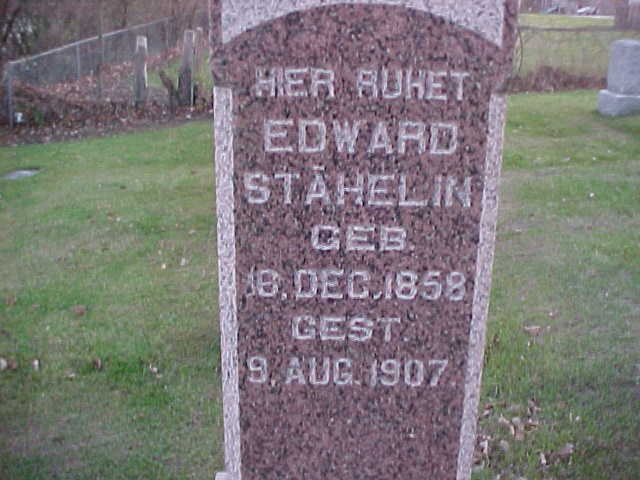 HIER RUHET
EDWARD
STÄHELIN
GEB.
18. DEC. 1858
GEST.
9. AUG. 1907.